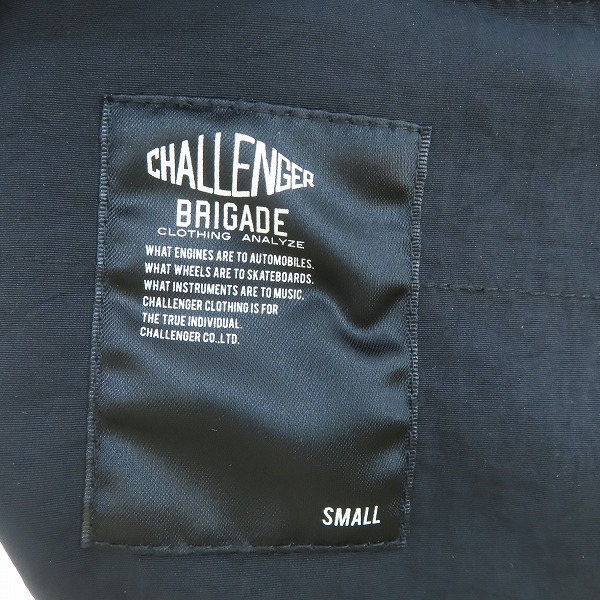 CHALLENGER
BRIGADE
CLOTHING ANALYZE
WHAT ENGINES ARE TO AUTOMOBILES.
WHAT WHEELS ARE TO SKATEBOARDS.
WHAT INSTRUMENTS ARE TO MUSIC.
CHALLENGER CLOTHING IS FOR
THE TRUE INDIVIDUAL.
CHALLENGER CO.,LTD.
SMALL